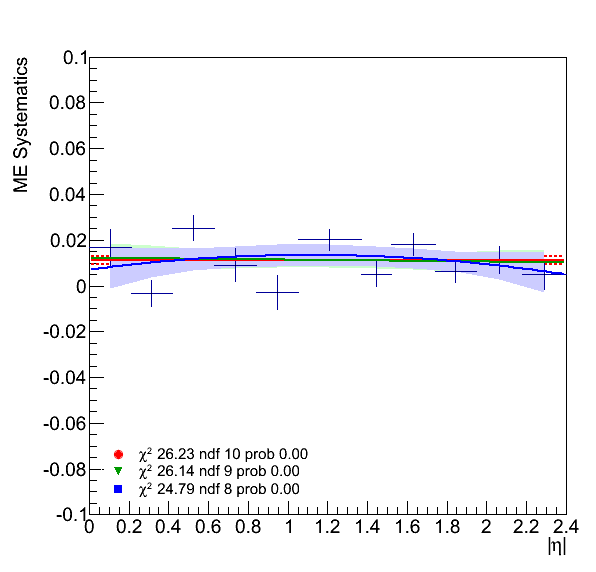 ME Systematics
0.1
0.08
0.06
0.04
0.02
0
-0.02
-0.04
-0.06
-0.08
-0.1
χ² 26.23 ndf 10 prob 0.00
χ² 26.14 ndf 9 prob 0.00
χ² 24.79 ndf 8 prob 0.00
0 0.2 0.4 0.6 0.8 1 1.2 1.4 1.6 1.8 2 2.2 2.4
|η|